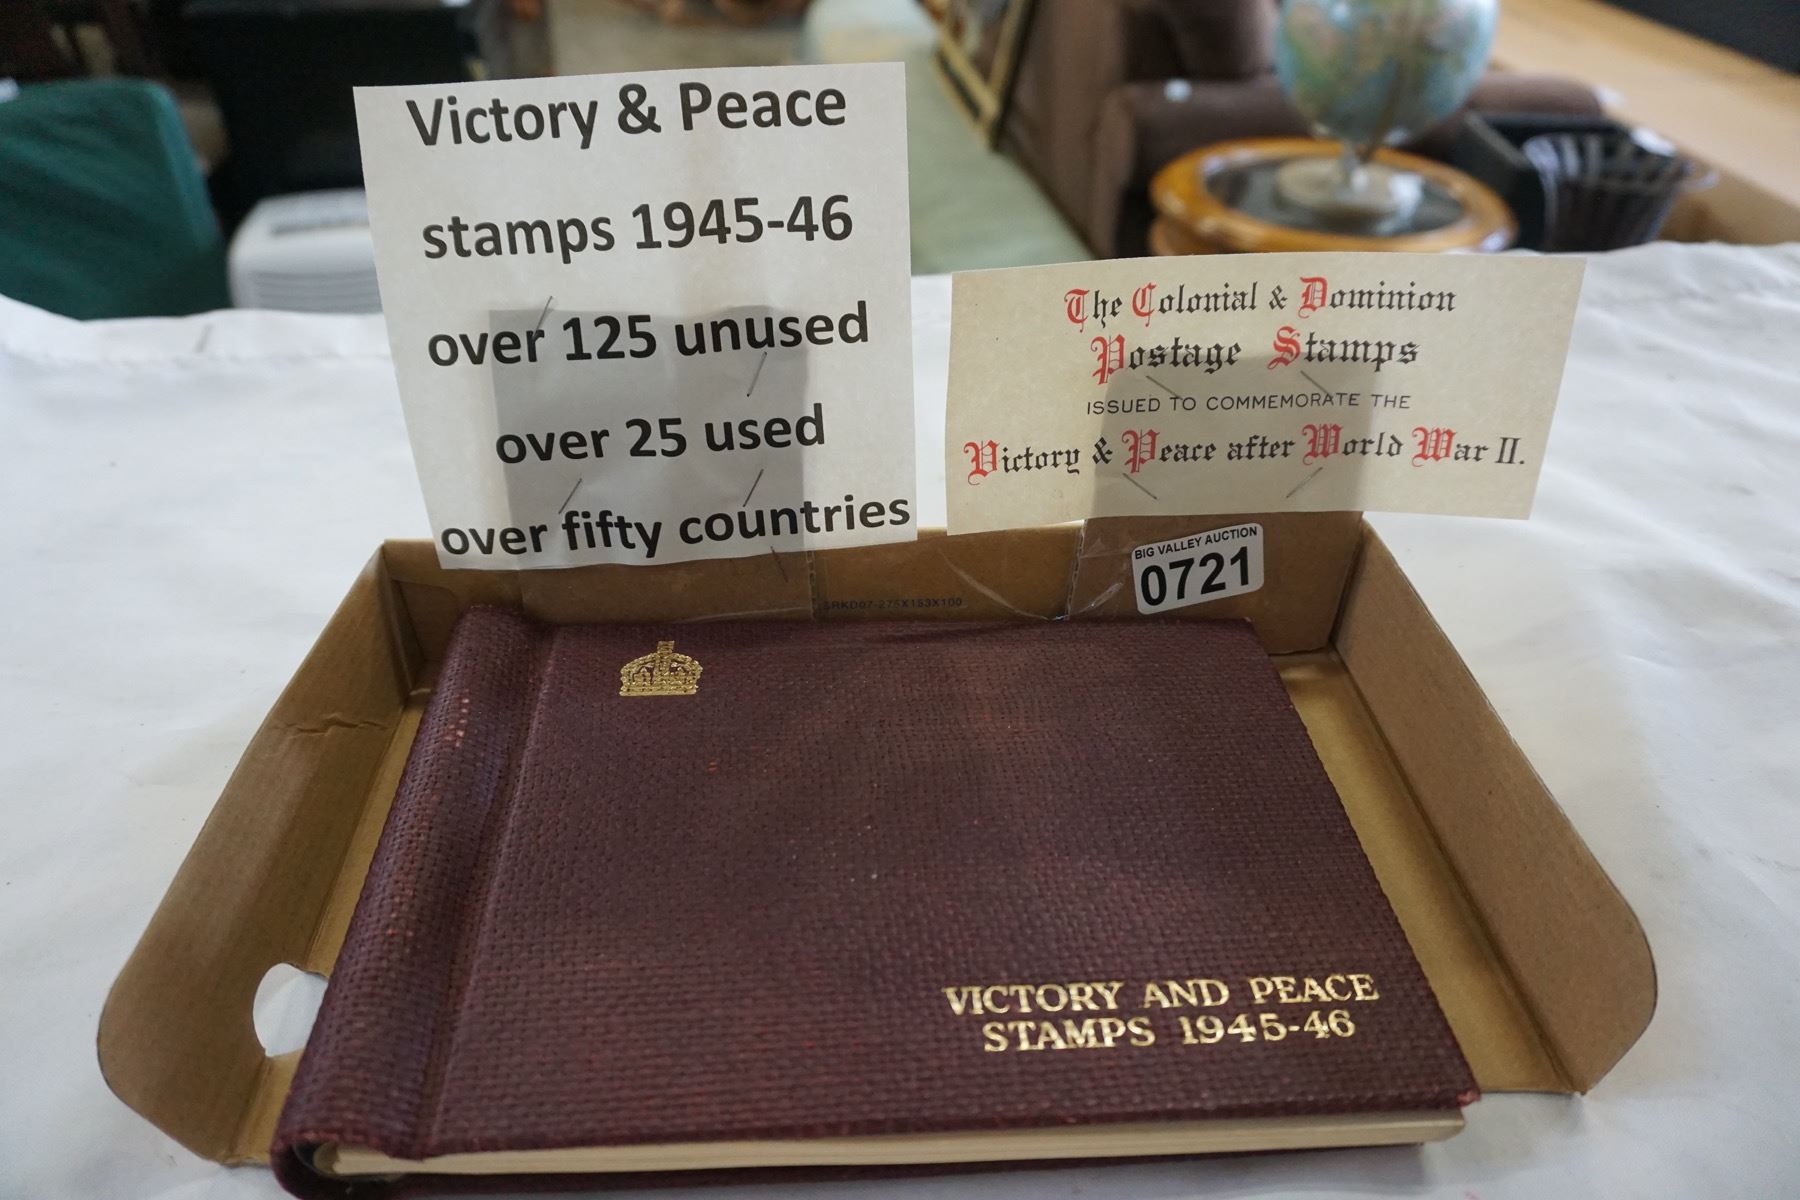 Victory & Peace
stamps 1945-46
over 125 unused
over 25 used
over fifty countries
The Colonial & Dominion
Postage Stamps
ISSUED TO COMMEMORATE THE
Victory & Peace after World War II.
BIG VALLEY AUCTION
0721
SRKD07-275X153X100
VICTORY AND PEACE
STAMPS 1945-46